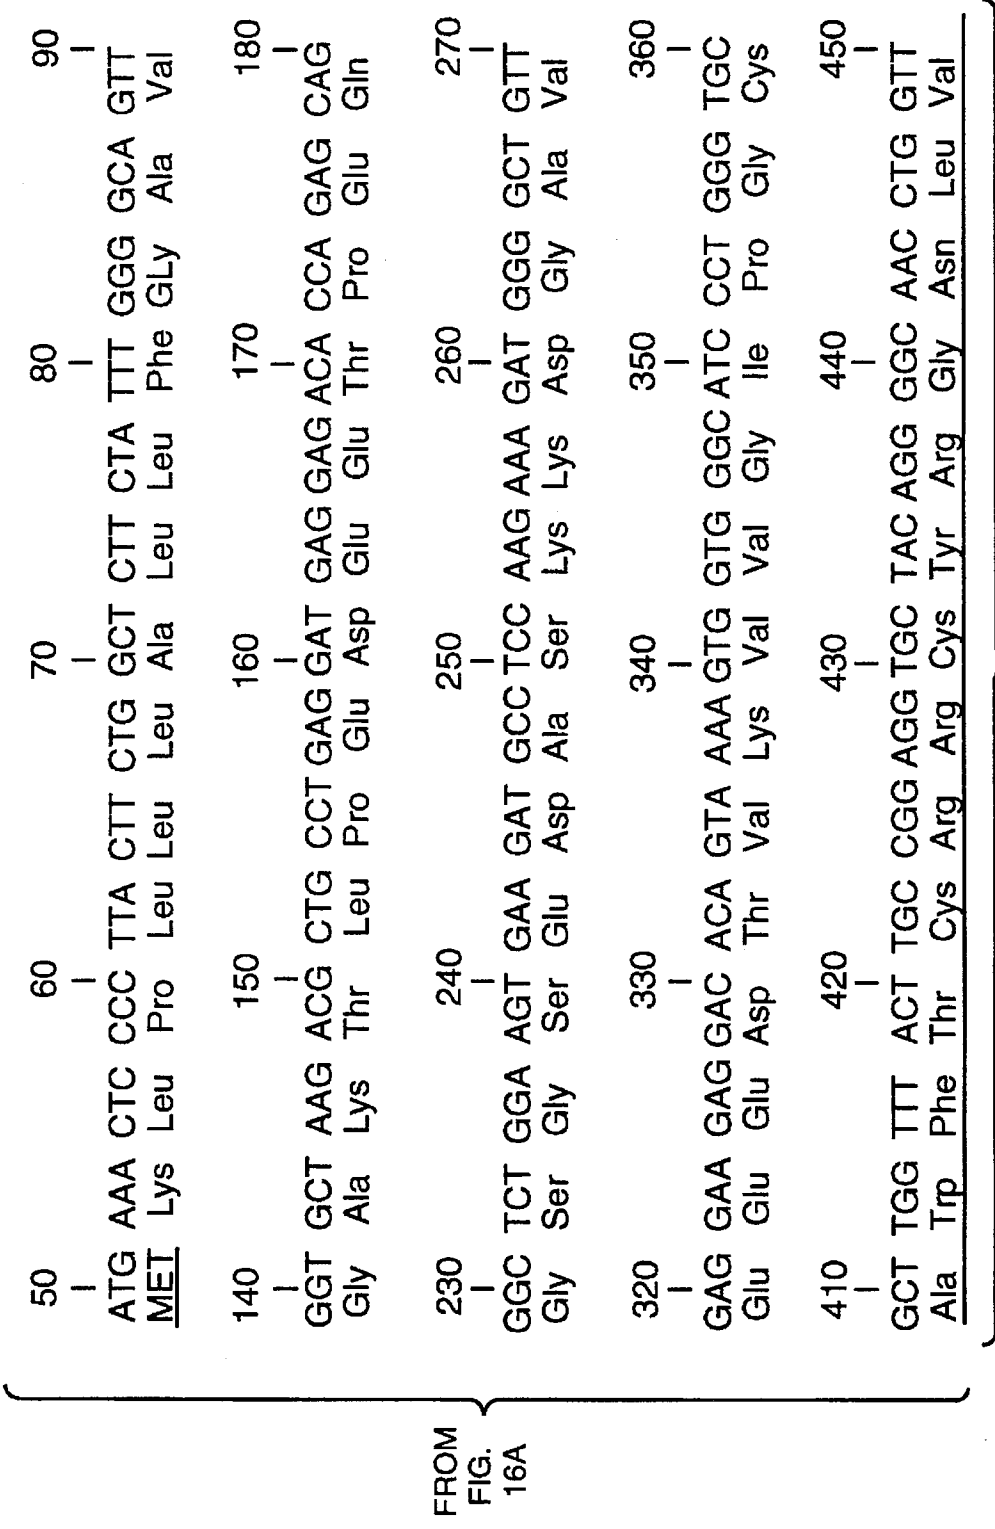 FROM
FIG.
16A
50 60 70 80 90
ATG AAA CTC CCC TTA CTT CTG GCT CTT CTA TTT GGG GCA GTT
MET Lys Leu Pro Leu Leu Leu Ala Leu Leu Phe GLy Ala Val
140 150 160 170 180
GGT GCT AAG ACG CTG CCT GAG GAT GAG GAG ACA CCA GAG CAG
Gly Ala Lys Thr Leu Pro Glu Asp Glu Glu Thr Pro Glu Gln
230 240 250 260 270
GGC TCT GGA AGT GAA GAT GCC TCC AAG AAA GAT GGG GCT GTT
Gly Ser Gly Ser Glu Asp Ala Ser Lys Lys Asp Gly Ala Val
320 330 340 350 360
GAG GAA GAG GAC ACA GTA AAA GTG GTG GGC ATC CCT GGG TGC
Glu Glu Glu Asp Thr Val Lys Val Val Gly Ile Pro Gly Cys
410 420 430 440 450
GCT TGG TTT ACT TGC CGG AGG TGC TAC AGG GGC AAC CTG GTT
Ala Trp Phe Thr Cys Arg Arg Cys Tyr Arg Gly Asn Leu Val